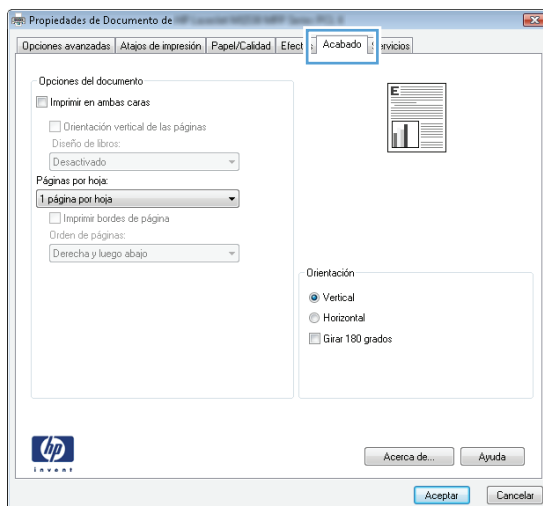 Propiedades de Documento de
Opciones avanzadas Atajos de impresión Papel/Calidad Acabado
Opciones del documento
Imprimir en ambas caras
Orientación vertical de las páginas
Diseño de libros:
Desactivado
Páginas por hoja:
1 página por hoja
Imprimir bordes de página
Orden de páginas:
Derecha y luego abajo
E
Orientación
Vertical
Horizontal
Girar 180 grados
hp
invent
Acerca de... Ayuda
Aceptar Cancelar